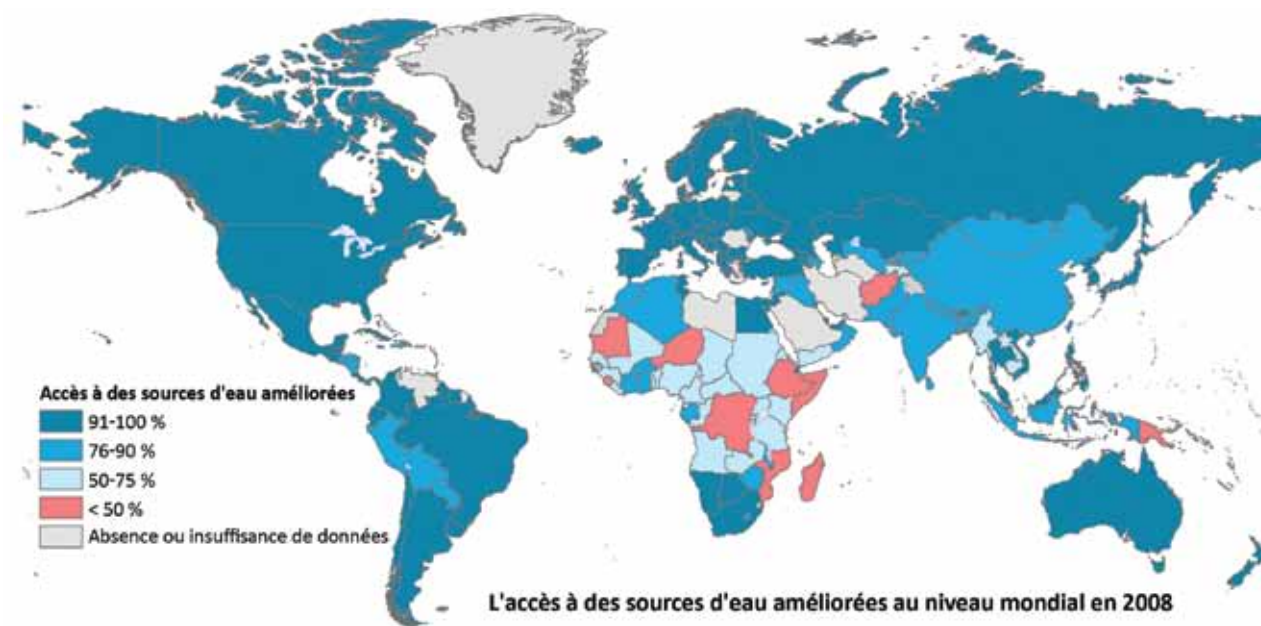 Accès à des sources d'eau améliorées
91-100 %
76-90 %
50-75 %
< 50 %
Absence ou insuffisance de données
L'accès à des sources d'eau améliorées au niveau mondial en 2008